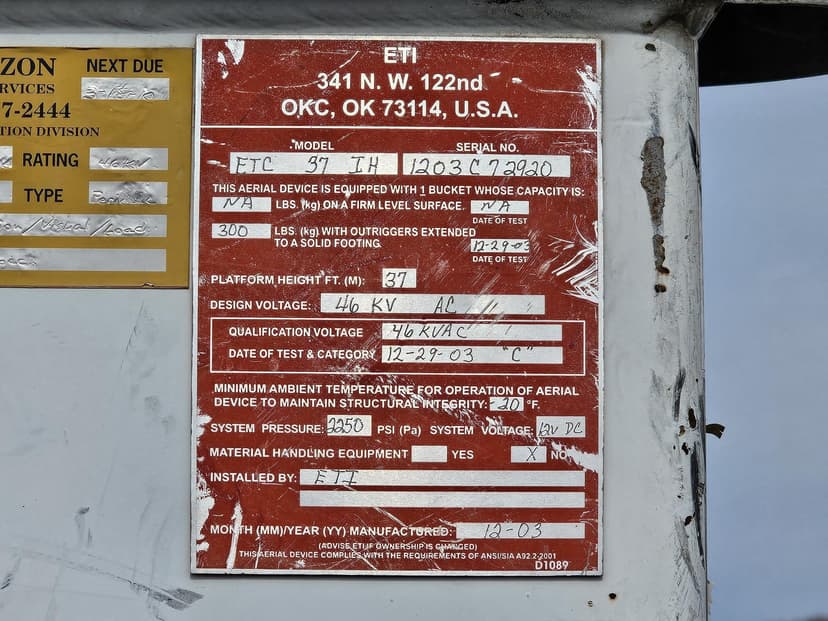 ZON
NEXT DUE
RVICES
7-2444
TION DIVISION
RATING 46KV
TYPE
ETI
341 N. W. 122nd
OKC, OK 73114, U.S.A.
MODEL SERIAL NO.
ETC 37 IH 1203C72920
THIS AERIAL DEVICE IS EQUIPPED WITH 1 BUCKET WHOSE CAPACITY IS:
NA LBS. (kg) ON A FIRM LEVEL SURFACE. NA
DATE OF TEST
300 LBS. (kg) WITH OUTRIGGERS EXTENDED
TO A SOLID FOOTING. 12-29-03
DATE OF TEST
PLATFORM HEIGHT FT. (M): 37
DESIGN VOLTAGE: 46 KV AC
QUALIFICATION VOLTAGE 46 KVAC
DATE OF TEST & CATEGORY 12-29-03 "C"
MINIMUM AMBIENT TEMPERATURE FOR OPERATION OF AERIAL
DEVICE TO MAINTAIN STRUCTURAL INTEGRITY: -20 °F.
SYSTEM PRESSURE: 2250 PSI (Pa) SYSTEM VOLTAGE: 12V DC
MATERIAL HANDLING EQUIPMENT YES X NO
INSTALLED BY: ETI
MONTH (MM)/YEAR (YY) MANUFACTURED: 12-03
(ADVISE ETI IF OWNERSHIP IS CHANGED)
THIS AERIAL DEVICE COMPLIES WITH THE REQUIREMENTS OF ANSI/SIA A92.2-2001
D1089